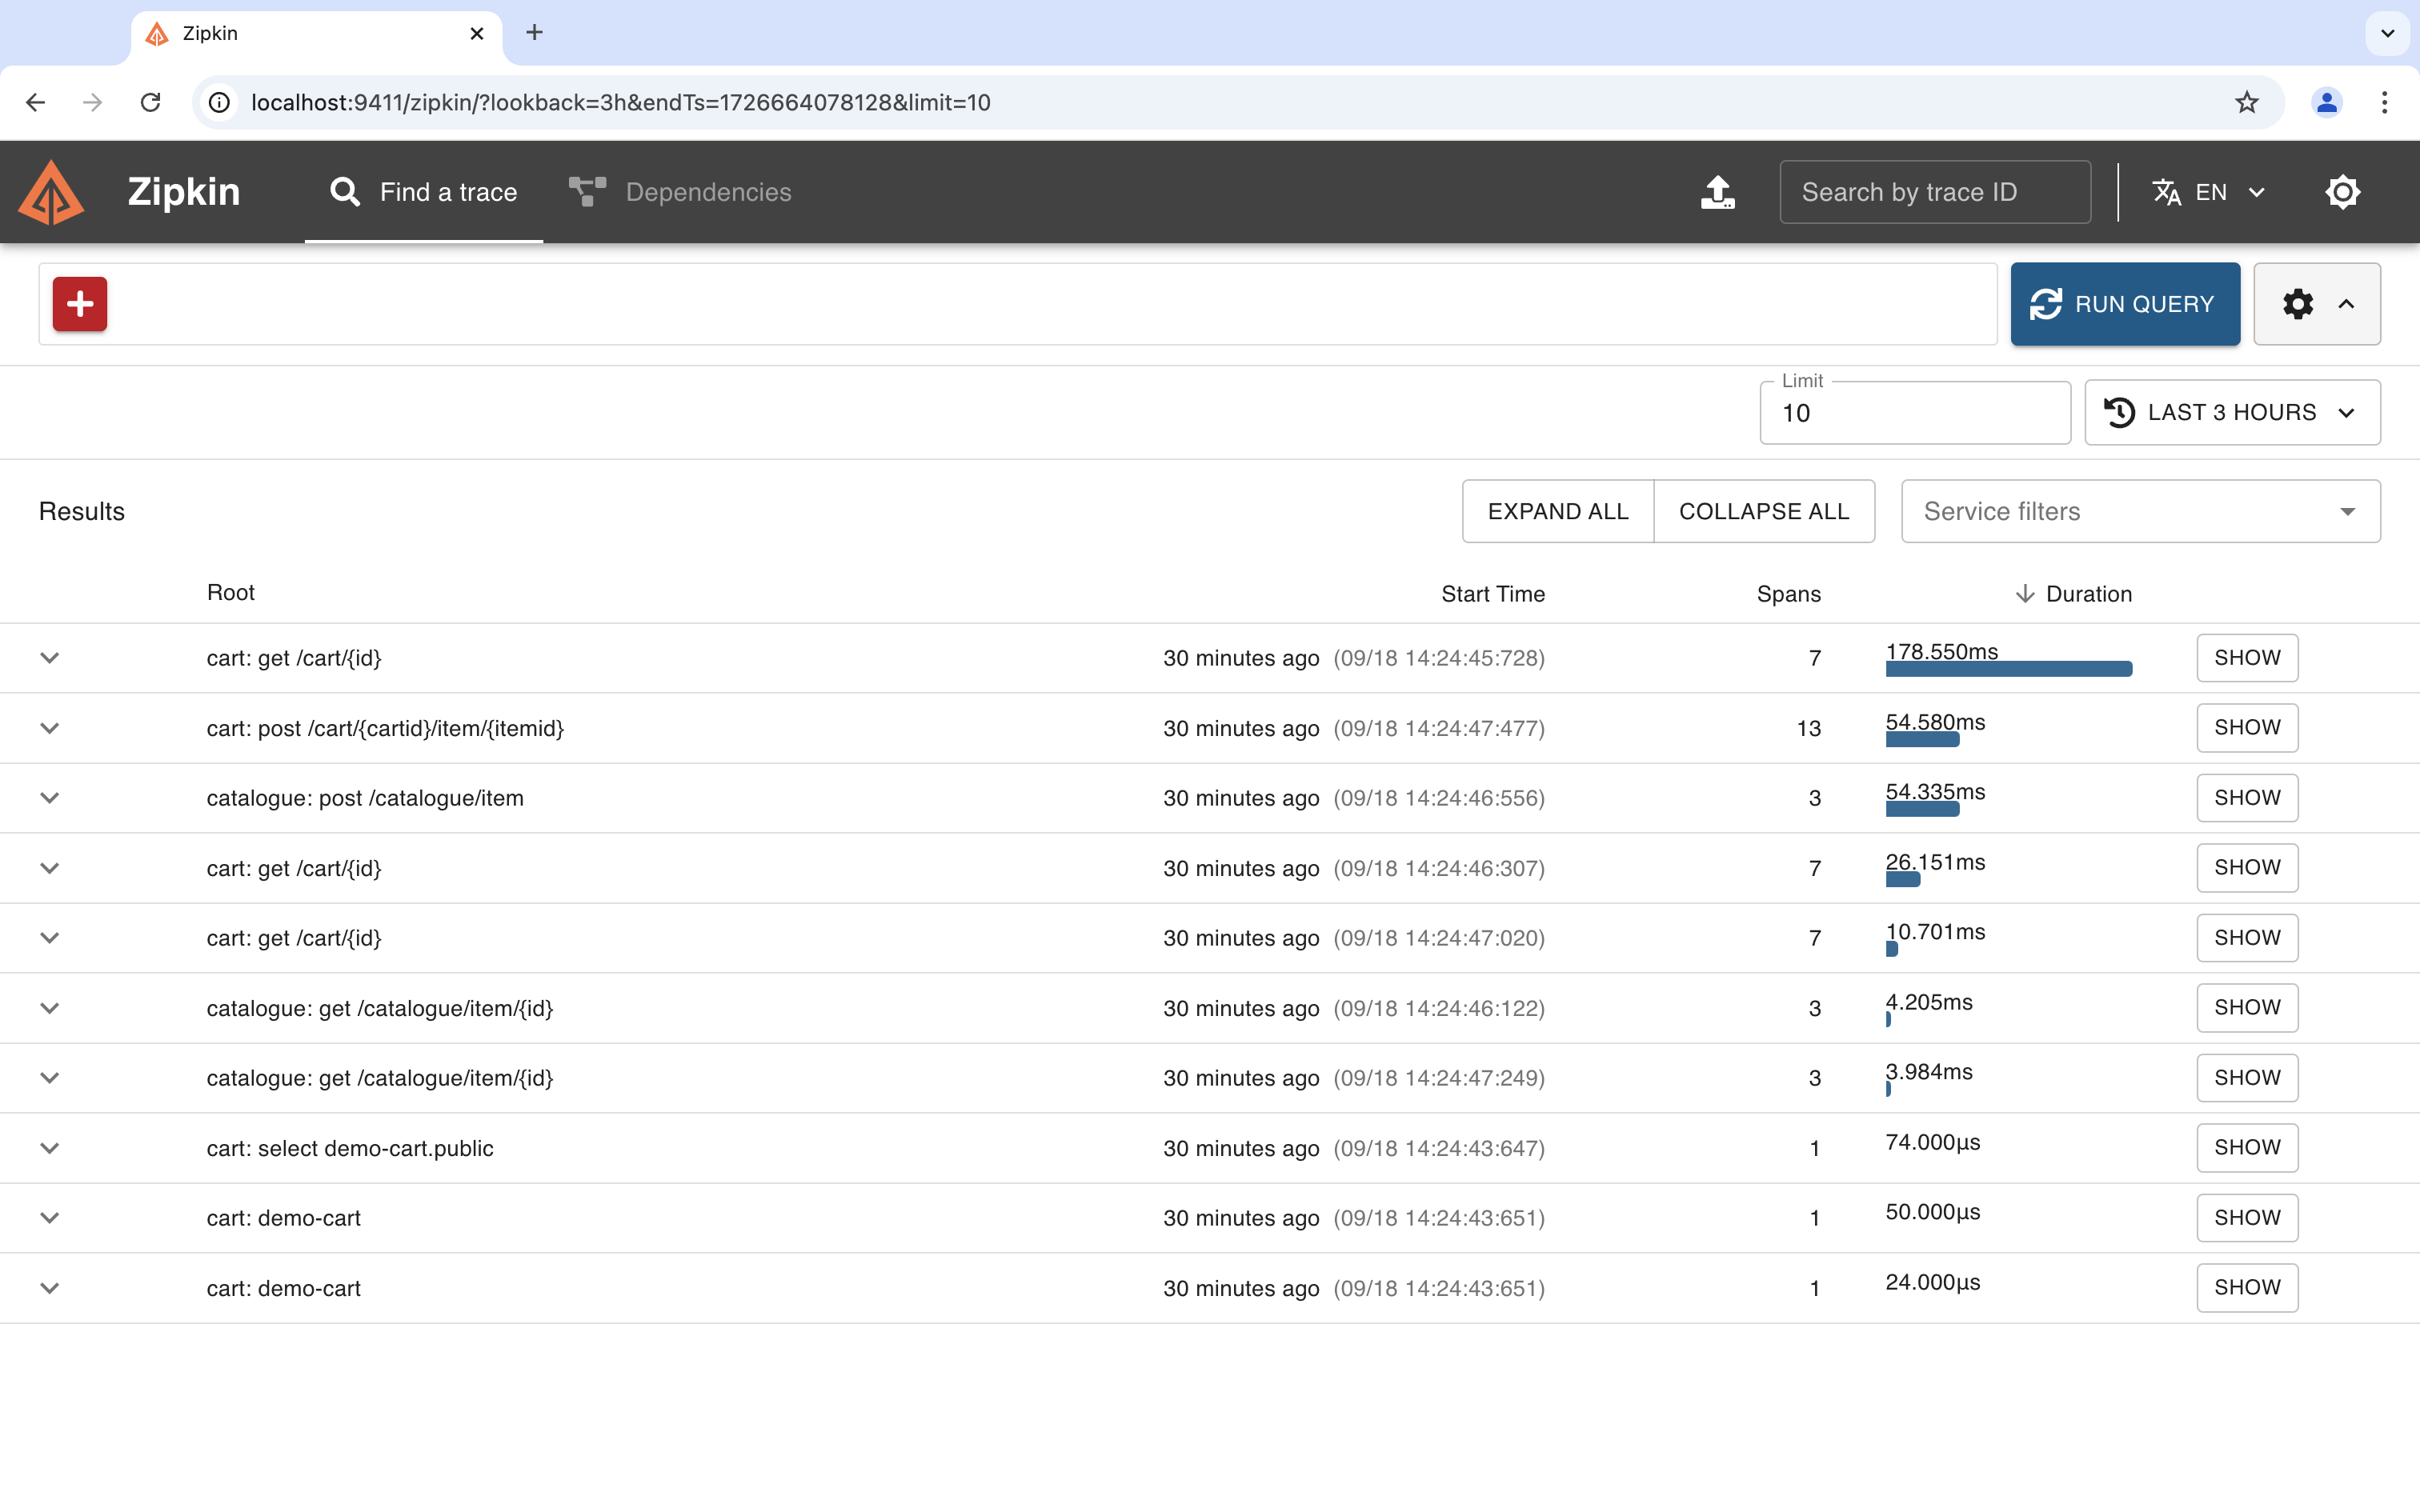 Zipkin
localhost:9411/zipkin/?lookback=3h&endTs=1726664078128&limit=10
Zipkin Find a trace Dependencies Search by trace ID EN
RUN QUERY
Limit
10 LAST 3 HOURS
Results EXPAND ALL COLLAPSE ALL Service filters
Root Start Time Spans Duration
cart: get /cart/{id} 30 minutes ago (09/18 14:24:45:728) 7 178.550ms SHOW
cart: post /cart/{cartid}/item/{itemid} 30 minutes ago (09/18 14:24:47:477) 13 54.580ms SHOW
catalogue: post /catalogue/item 30 minutes ago (09/18 14:24:46:556) 3 54.335ms SHOW
cart: get /cart/{id} 30 minutes ago (09/18 14:24:46:307) 7 26.151ms SHOW
cart: get /cart/{id} 30 minutes ago (09/18 14:24:47:020) 7 10.701ms SHOW
catalogue: get /catalogue/item/{id} 30 minutes ago (09/18 14:24:46:122) 3 4.205ms SHOW
catalogue: get /catalogue/item/{id} 30 minutes ago (09/18 14:24:47:249) 3 3.984ms SHOW
cart: select demo-cart.public 30 minutes ago (09/18 14:24:43:647) 1 74.000μs SHOW
cart: demo-cart 30 minutes ago (09/18 14:24:43:651) 1 50.000μs SHOW
cart: demo-cart 30 minutes ago (09/18 14:24:43:651) 1 24.000μs SHOW